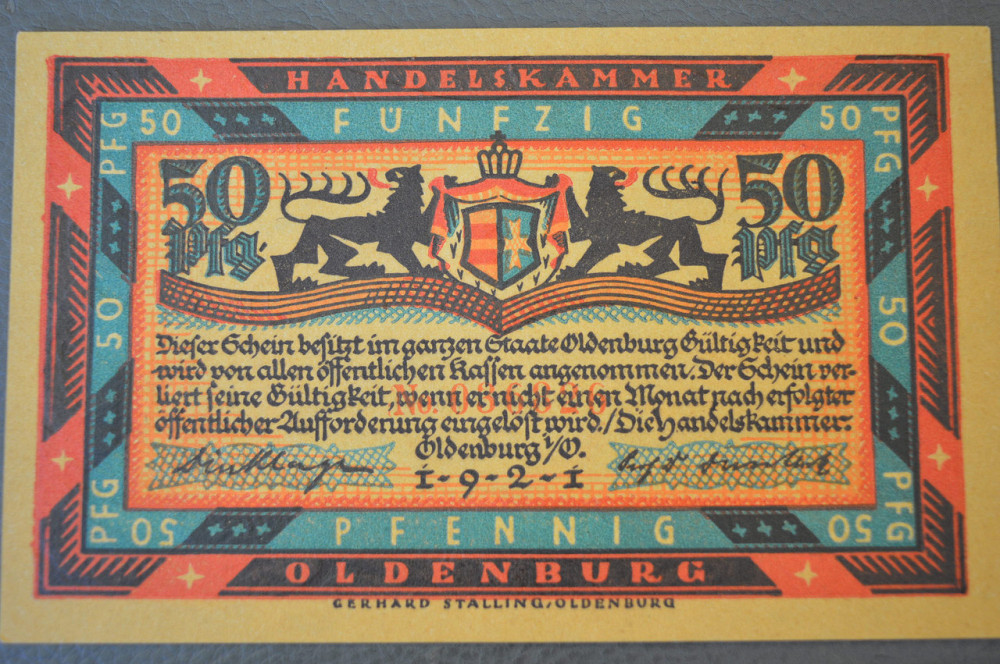 HANDELSKAMMER
PFG 50 FÜNFZIG 50 PFG
50 Pfg. 50 Pfg
50 50
Dieser Schein besitzt im ganzen Staate Oldenburg Gültigkeit und
wird von allen öffentlichen Kassen angenommen. Der Schein ver-
liert seine Gültigkeit, wenn er nicht einen Monat nach erfolgter
öffentlicher Aufforderung eingelöst wird. / Die Handelskammer.
Oldenburg i/O.
1-9-2-1
PFG 50 PFENNIG 50 PFG
OLDENBURG
GERHARD STALLING, OLDENBURG